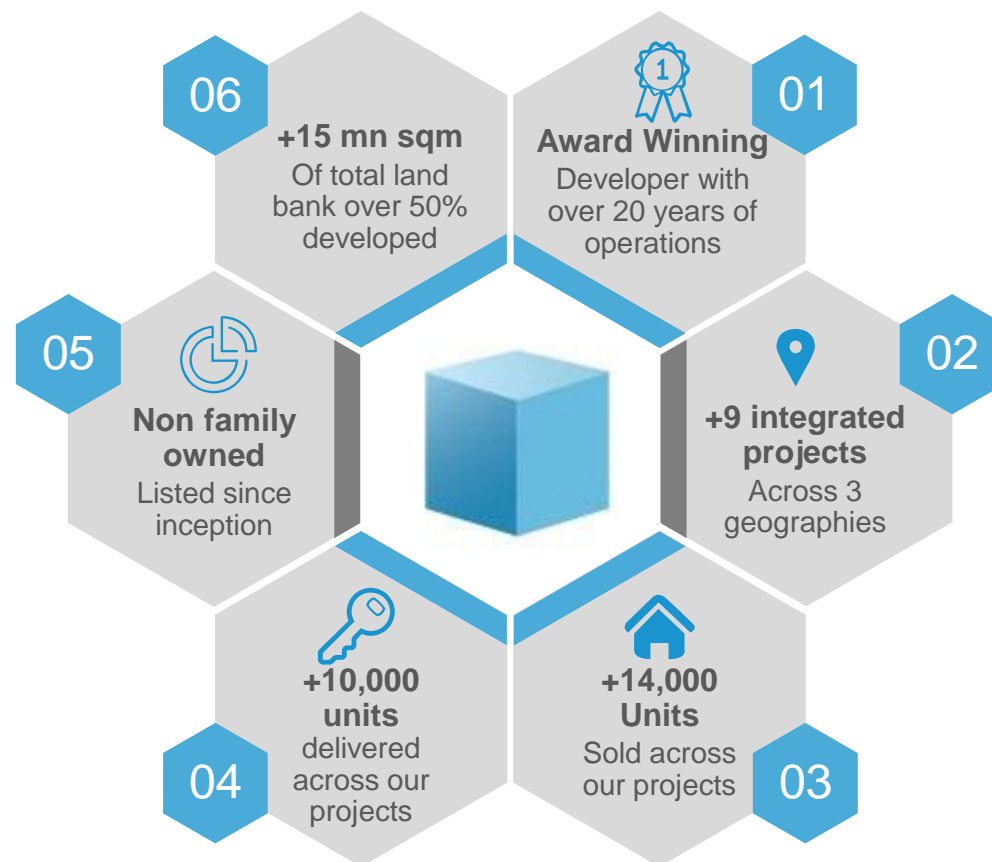 01
1
Award Winning
Developer with
over 20 years of
operations
02
+9 integrated
projects
Across 3
geographies
03
+14,000
Units
Sold across
our projects
04
+10,000
units
delivered
across our
projects
05
Non family
owned
Listed since
inception
06
+15 mn sqm
Of total land
bank over 50%
developed